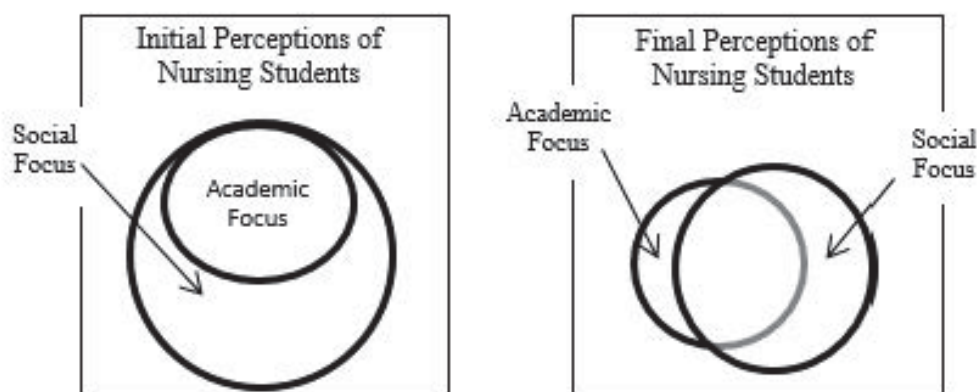 Initial Perceptions of
Nursing Students
Social
Focus
Academic
Focus
Final Perceptions of
Nursing Students
Academic
Focus
Social
Focus